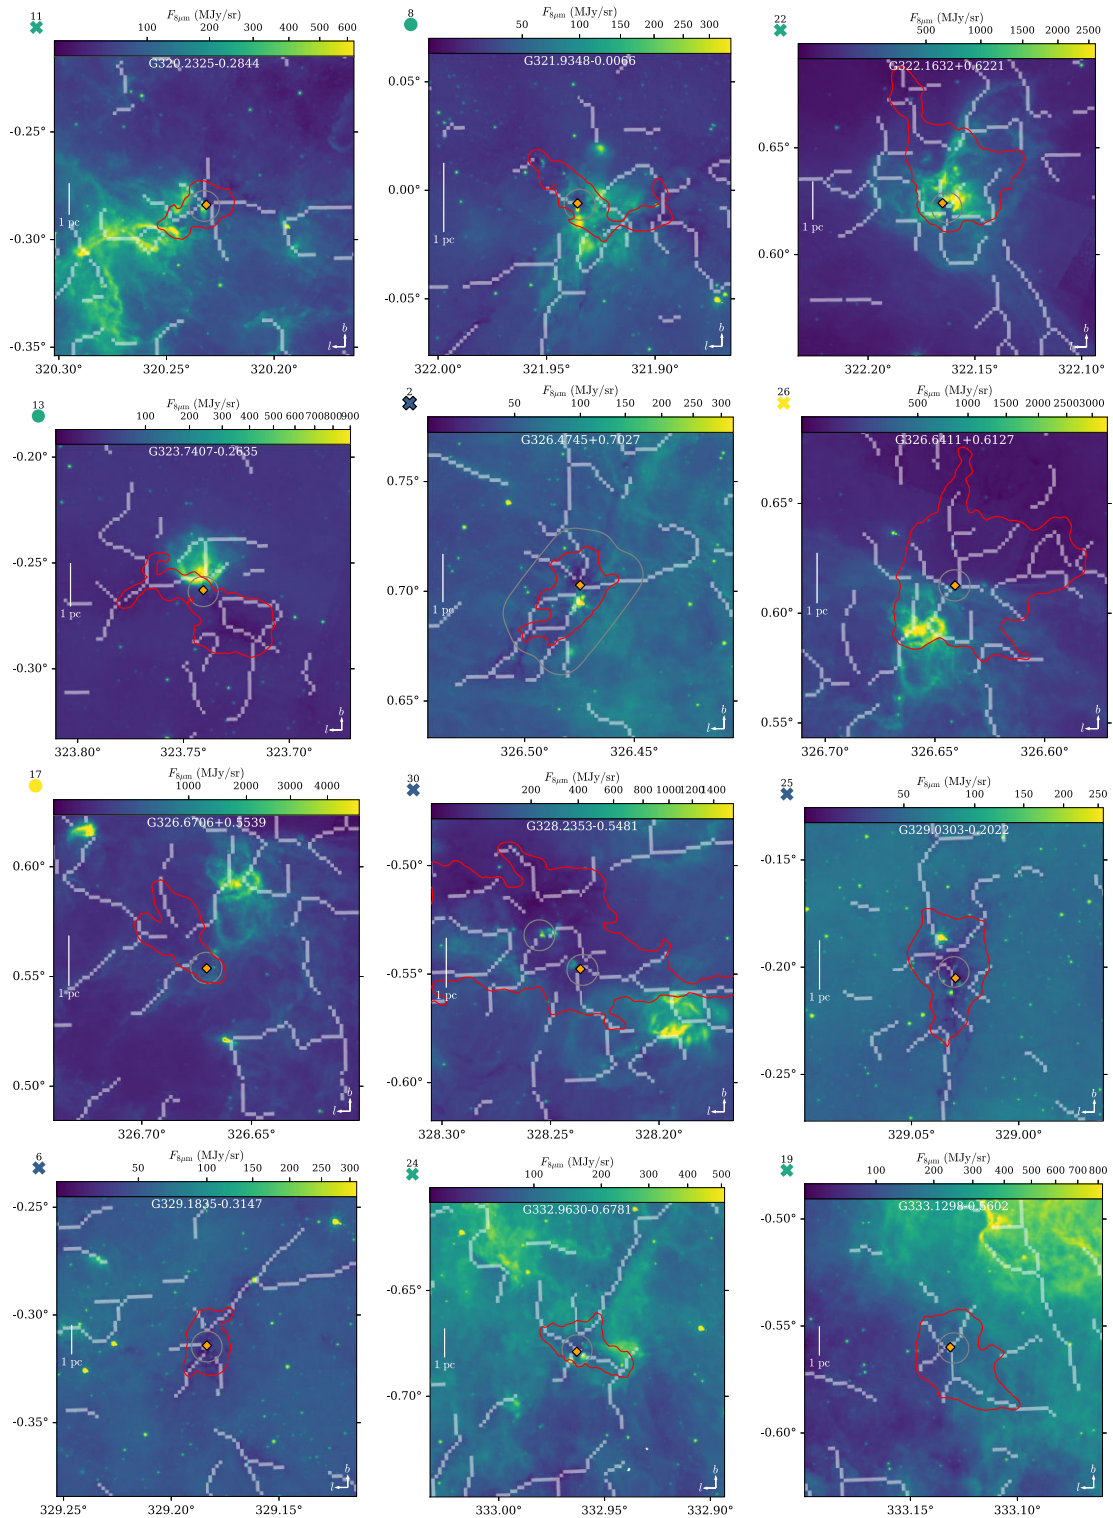 11
F8μm (MJy/sr)
100 200 300 400 500 600
G320.2325-0.2844
-0.25°
-0.30°
-0.35°
1 pc
b
l
320.30 320.25 320.20
8
F8μm (MJy/sr)
50 100 150 200 250 300
G321.9348-0.0066
0.05°
0.00°
-0.05°
1 pc
b
l
322.00 321.95 321.90
22
F8μm (MJy/sr)
500 1000 1500 2000 2500
G322.1632+0.6221
0.65°
0.60°
1 pc
b
l
322.20 322.15 322.10
13
F8μm (MJy/sr)
100 200 300 400 500 600 700 800 900
G323.7407-0.2635
-0.20°
-0.25°
-0.30°
1 pc
b
l
323.80 323.75 323.70
2
F8μm (MJy/sr)
50 100 150 200 250 300
G326.4745+0.7027
0.75°
0.70°
0.65°
1 pc
b
l
326.50 326.45
26
F8μm (MJy/sr)
500 1000 1500 2000 2500 3000
G326.6411+0.6127
0.65°
0.60°
0.55°
1 pc
b
l
326.70 326.65 326.60
17
F8μm (MJy/sr)
1000 2000 3000 4000
G326.6706+0.5539
0.60°
0.55°
0.50°
1 pc
b
l
326.70 326.65
30
F8μm (MJy/sr)
200 400 600 800 1000 1200 1400
G328.2353-0.5481
-0.50°
-0.55°
-0.60°
1 pc
b
l
328.30 328.25 328.20
25
F8μm (MJy/sr)
50 100 150 200 250
G329.0303-0.2022
-0.15°
-0.20°
-0.25°
1 pc
b
l
329.05 329.00
6
F8μm (MJy/sr)
50 100 150 200 250 300
G329.1835-0.3147
-0.25°
-0.30°
-0.35°
1 pc
b
l
329.25 329.20 329.15
24
F8μm (MJy/sr)
100 200 300 400 500
G332.9630-0.6781
-0.65°
-0.70°
1 pc
b
l
333.00 332.95 332.90
19
F8μm (MJy/sr)
100 200 300 400 500 600 700 800
G333.1298-0.5602
-0.50°
-0.55°
-0.60°
1 pc
b
l
333.15 333.10